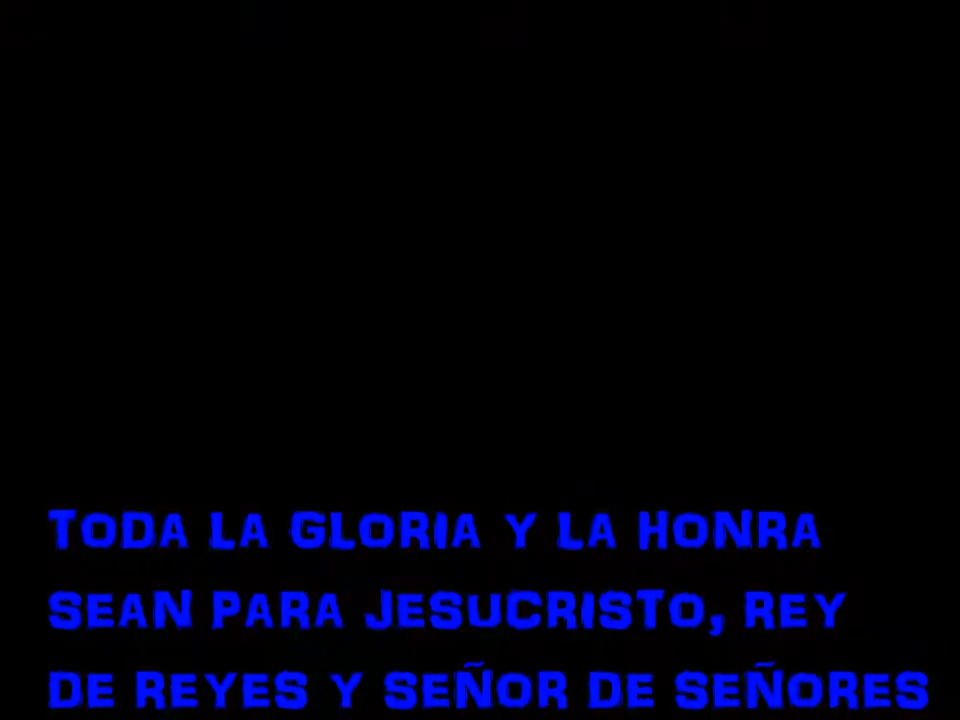 TODA LA GLORIA Y LA HONRA
SEAN PARA JESUCRISTO, REY
DE REYES Y SEÑOR DE SEÑORES